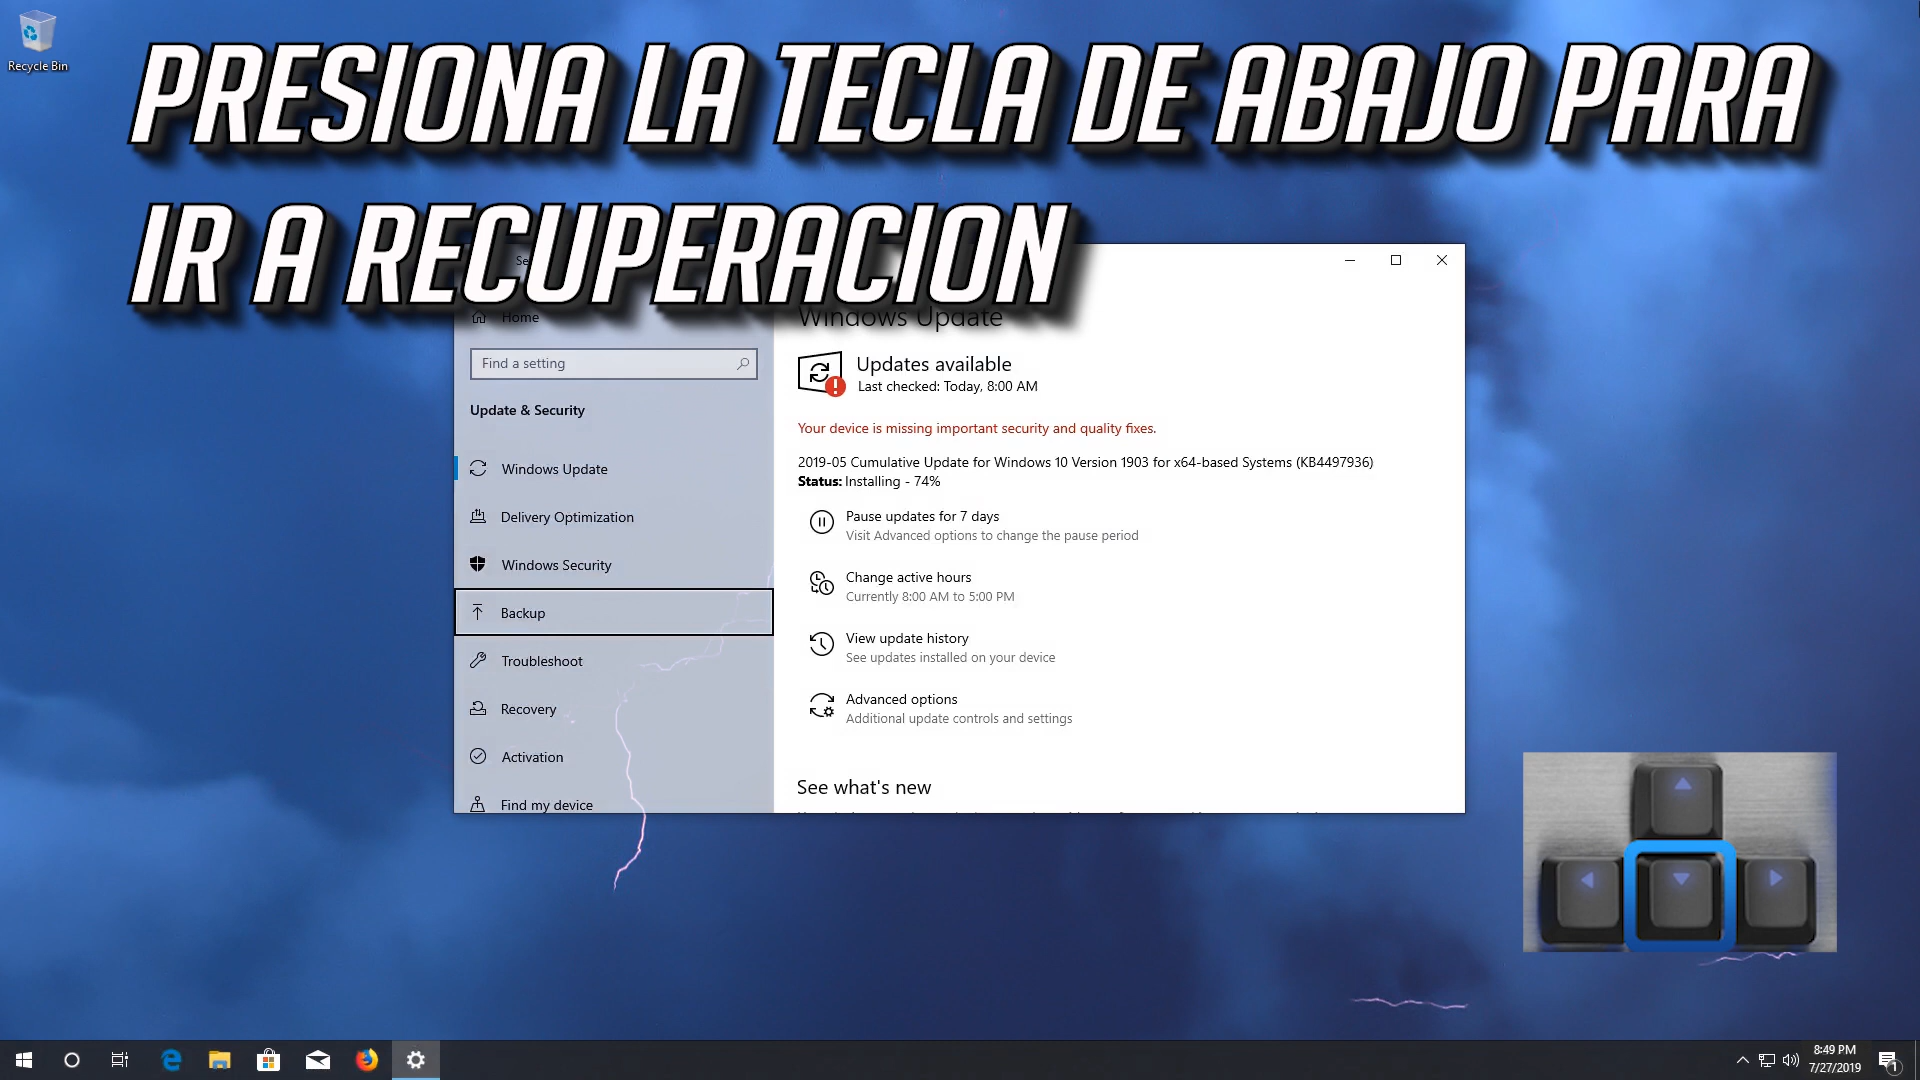 Recycle Bin
PRESIONA LA TECLA DE ABAJO PARA
IR A RECUPERACION
Home
Find a setting
Update & Security
Windows Update
Delivery Optimization
Windows Security
Backup
Troubleshoot
Recovery
Activation
Find my device
Windows Update
Updates available
Last checked: Today, 8:00 AM
Your device is missing important security and quality fixes.
2019-05 Cumulative Update for Windows 10 Version 1903 for x64-based Systems (KB4497936)
Status: Installing - 74%
Pause updates for 7 days
Visit Advanced options to change the pause period
Change active hours
Currently 8:00 AM to 5:00 PM
View update history
See updates installed on your device
Advanced options
Additional update controls and settings
See what's new
8:49 PM
7/27/2019
1